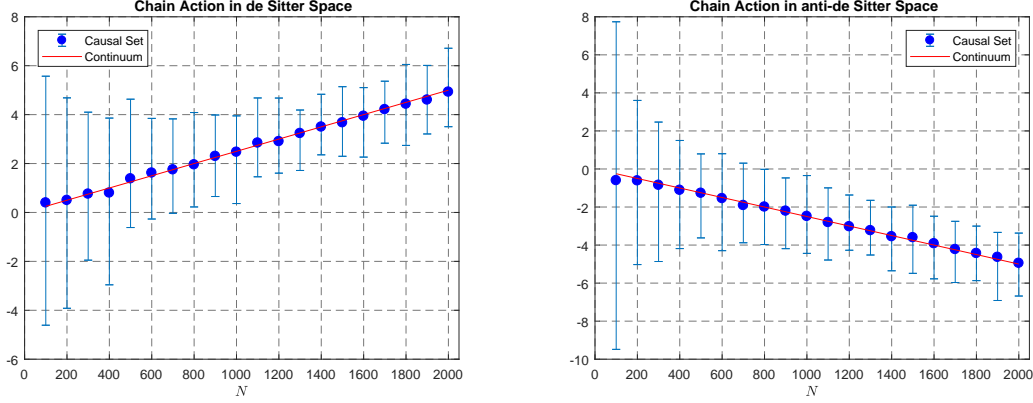 Chain Action in de Sitter Space
8
6
4
2
0
-2
-4
-6
Causal Set
Continuum
0 200 400 600 800 1000 1200 1400 1600 1800 2000
N
Chain Action in anti-de Sitter Space
8
6
4
2
0
-2
-4
-6
-8
-10
Causal Set
Continuum
0 200 400 600 800 1000 1200 1400 1600 1800 2000
N